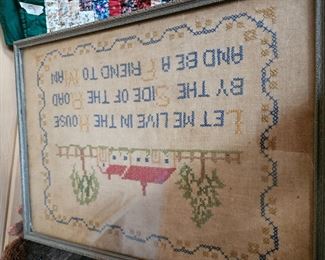 LET ME LIVE IN THE HOUSE
BY THE SIDE OF THE ROAD
AND BE A FRIEND TO MAN